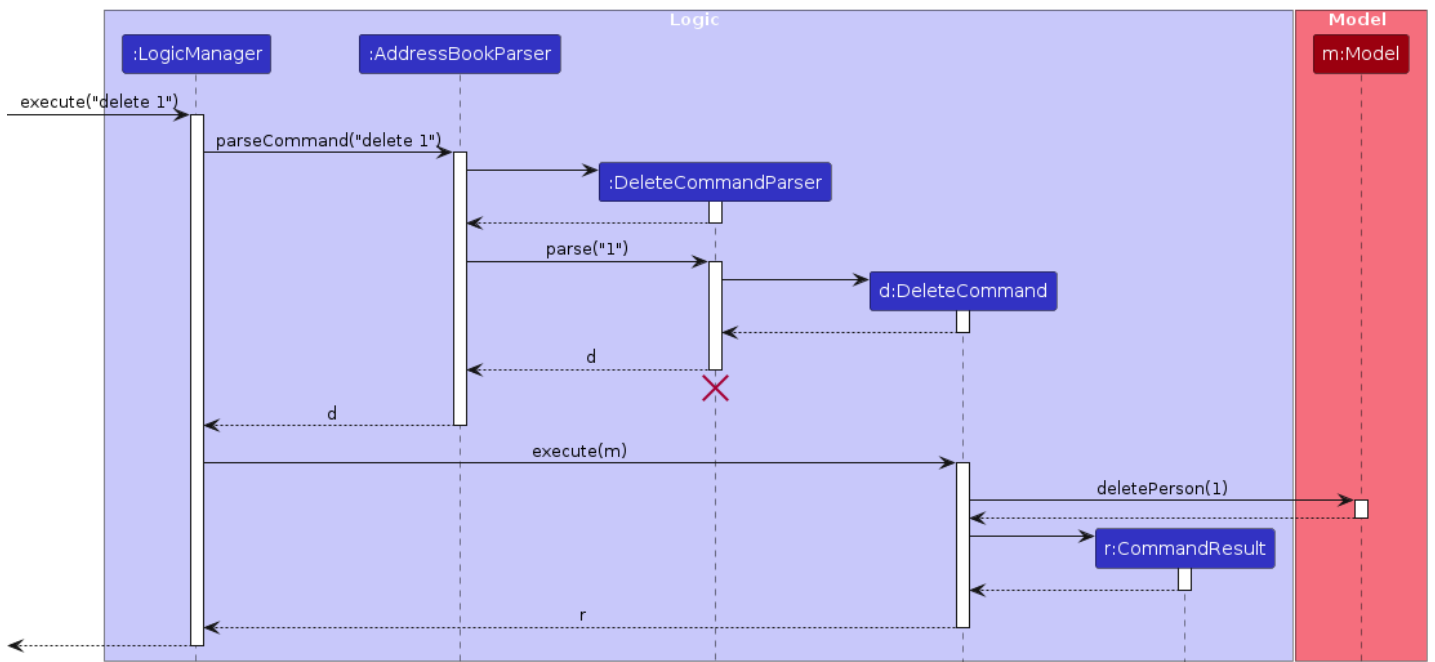 Logic
Model
:LogicManager
:AddressBookParser
m:Model
execute("delete 1")
parseCommand("delete 1")
:DeleteCommandParser
parse("1")
d:DeleteCommand
d
d
execute(m)
deletePerson(1)
r:CommandResult
r